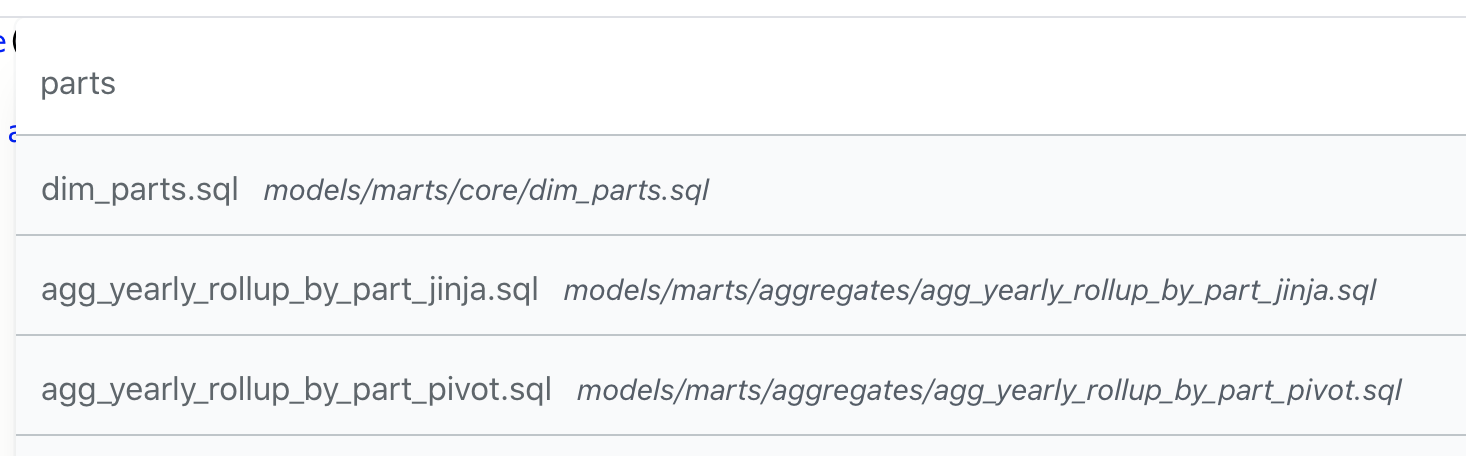 e (
parts
a
dim_parts.sql models/marts/core/dim_parts.sql
agg_yearly_rollup_by_part_jinja.sql models/marts/aggregates/agg_yearly_rollup_by_part_jinja.sql
agg_yearly_rollup_by_part_pivot.sql models/marts/aggregates/agg_yearly_rollup_by_part_pivot.sql